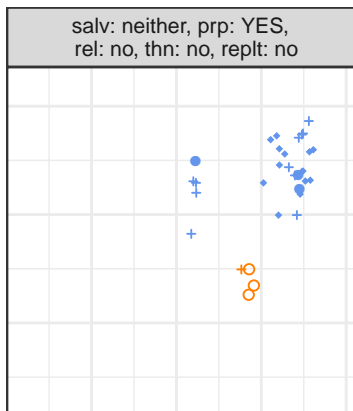 salv: neither, prp: YES,
rel: no, thn: no, replt: no